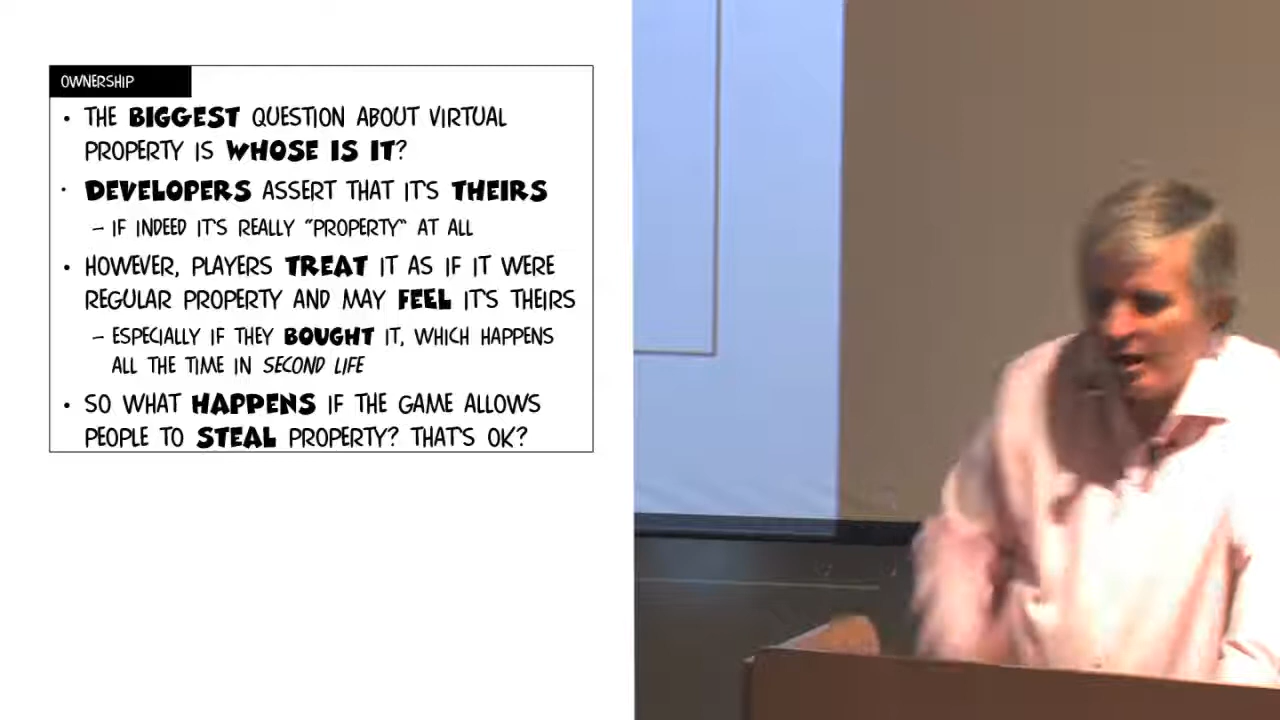 OWNERSHIP
• THE BIGGEST QUESTION ABOUT VIRTUAL
PROPERTY IS WHOSE IS IT?
• DEVELOPERS ASSERT THAT IT'S THEIRS
– IF INDEED IT'S REALLY "PROPERTY" AT ALL
• HOWEVER, PLAYERS TREAT IT AS IF IT WERE
REGULAR PROPERTY AND MAY FEEL IT'S THEIRS
– ESPECIALLY IF THEY BOUGHT IT, WHICH HAPPENS
ALL THE TIME IN SECOND LIFE
• SO WHAT HAPPENS IF THE GAME ALLOWS
PEOPLE TO STEAL PROPERTY? THAT'S OK?